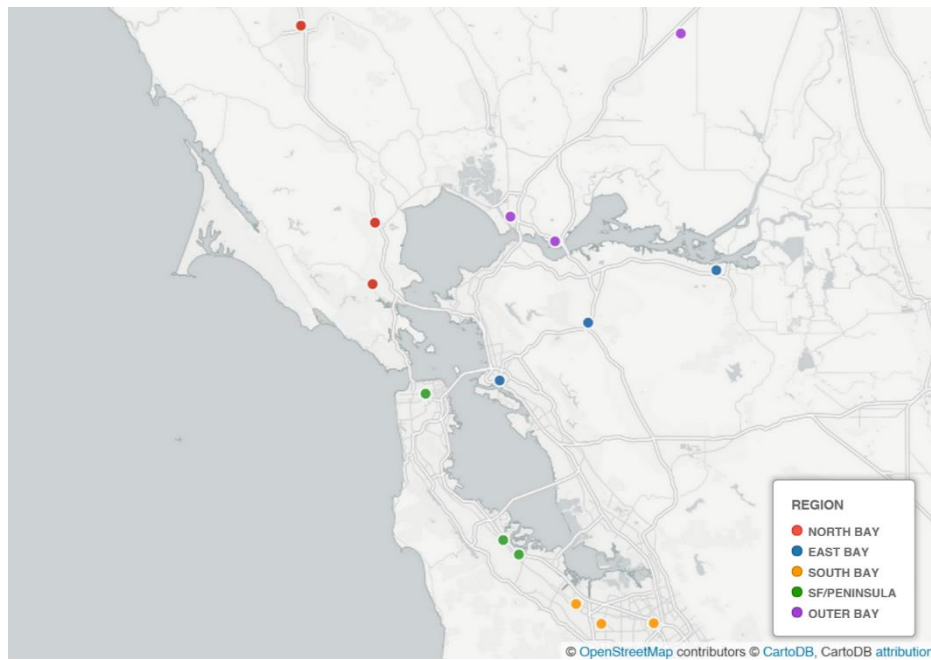 REGION
NORTH BAY
EAST BAY
SOUTH BAY
SF/PENINSULA
OUTER BAY
© OpenStreetMap contributors © CartoDB, CartoDB attribution